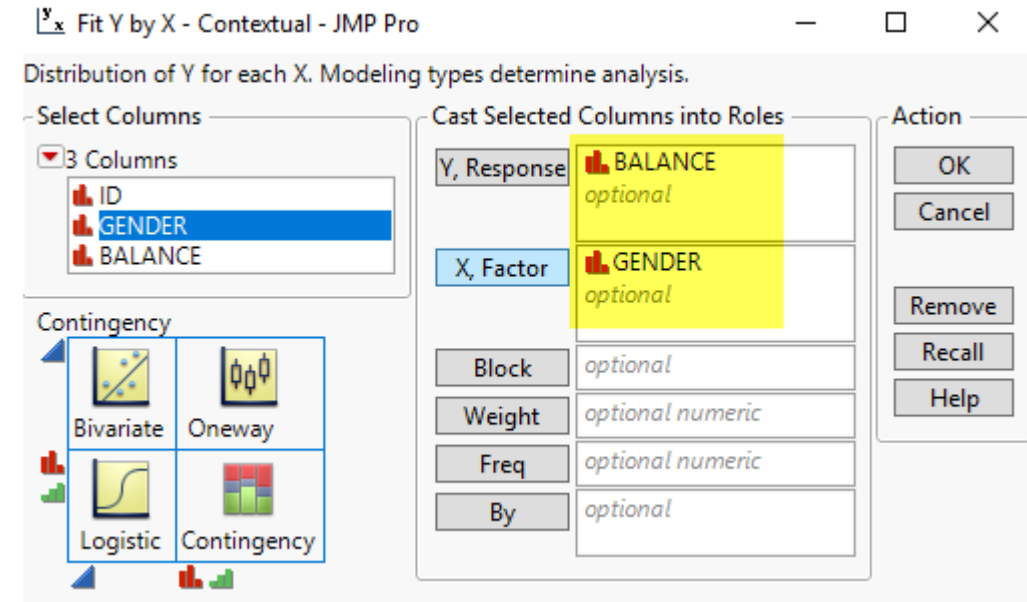 Fit Y by X - Contextual - JMP Pro
Distribution of Y for each X. Modeling types determine analysis.
Select Columns
3 Columns
ID
GENDER
BALANCE
Contingency
Bivariate
Oneway
Logistic
Contingency
Cast Selected Columns into Roles
Y, Response
BALANCE
optional
X, Factor
GENDER
optional
Block
optional
Weight
optional numeric
Freq
optional numeric
By
optional
Action
OK
Cancel
Remove
Recall
Help